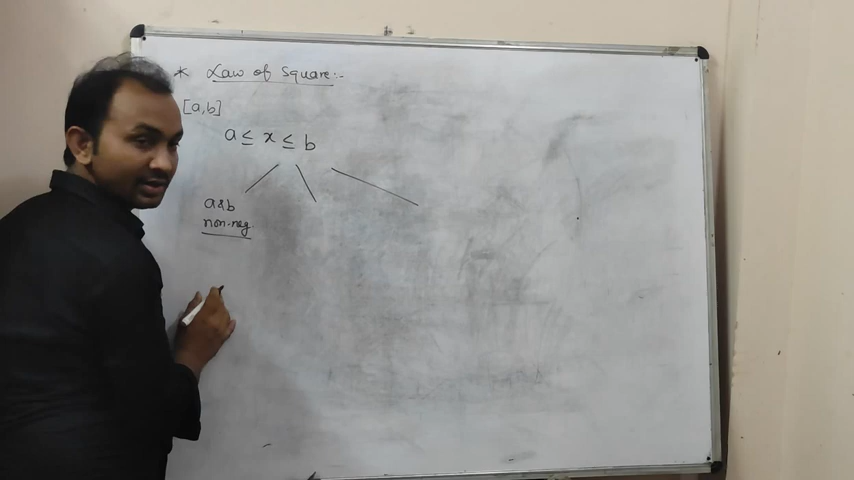 * Law of square:-
[a,b]
a ≤ x ≤ b
a&b
non-neg